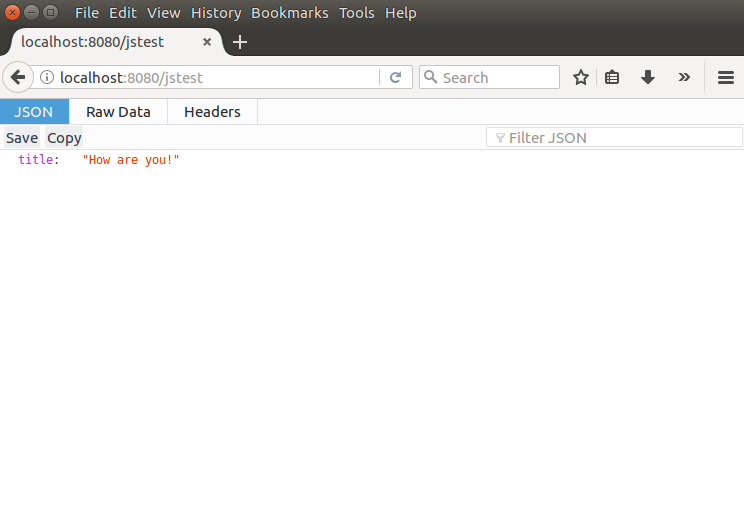 File Edit View History Bookmarks Tools Help
localhost:8080/jstest
localhost:8080/jstest Search
JSON Raw Data Headers
Save Copy Filter JSON
title: "How are you!"